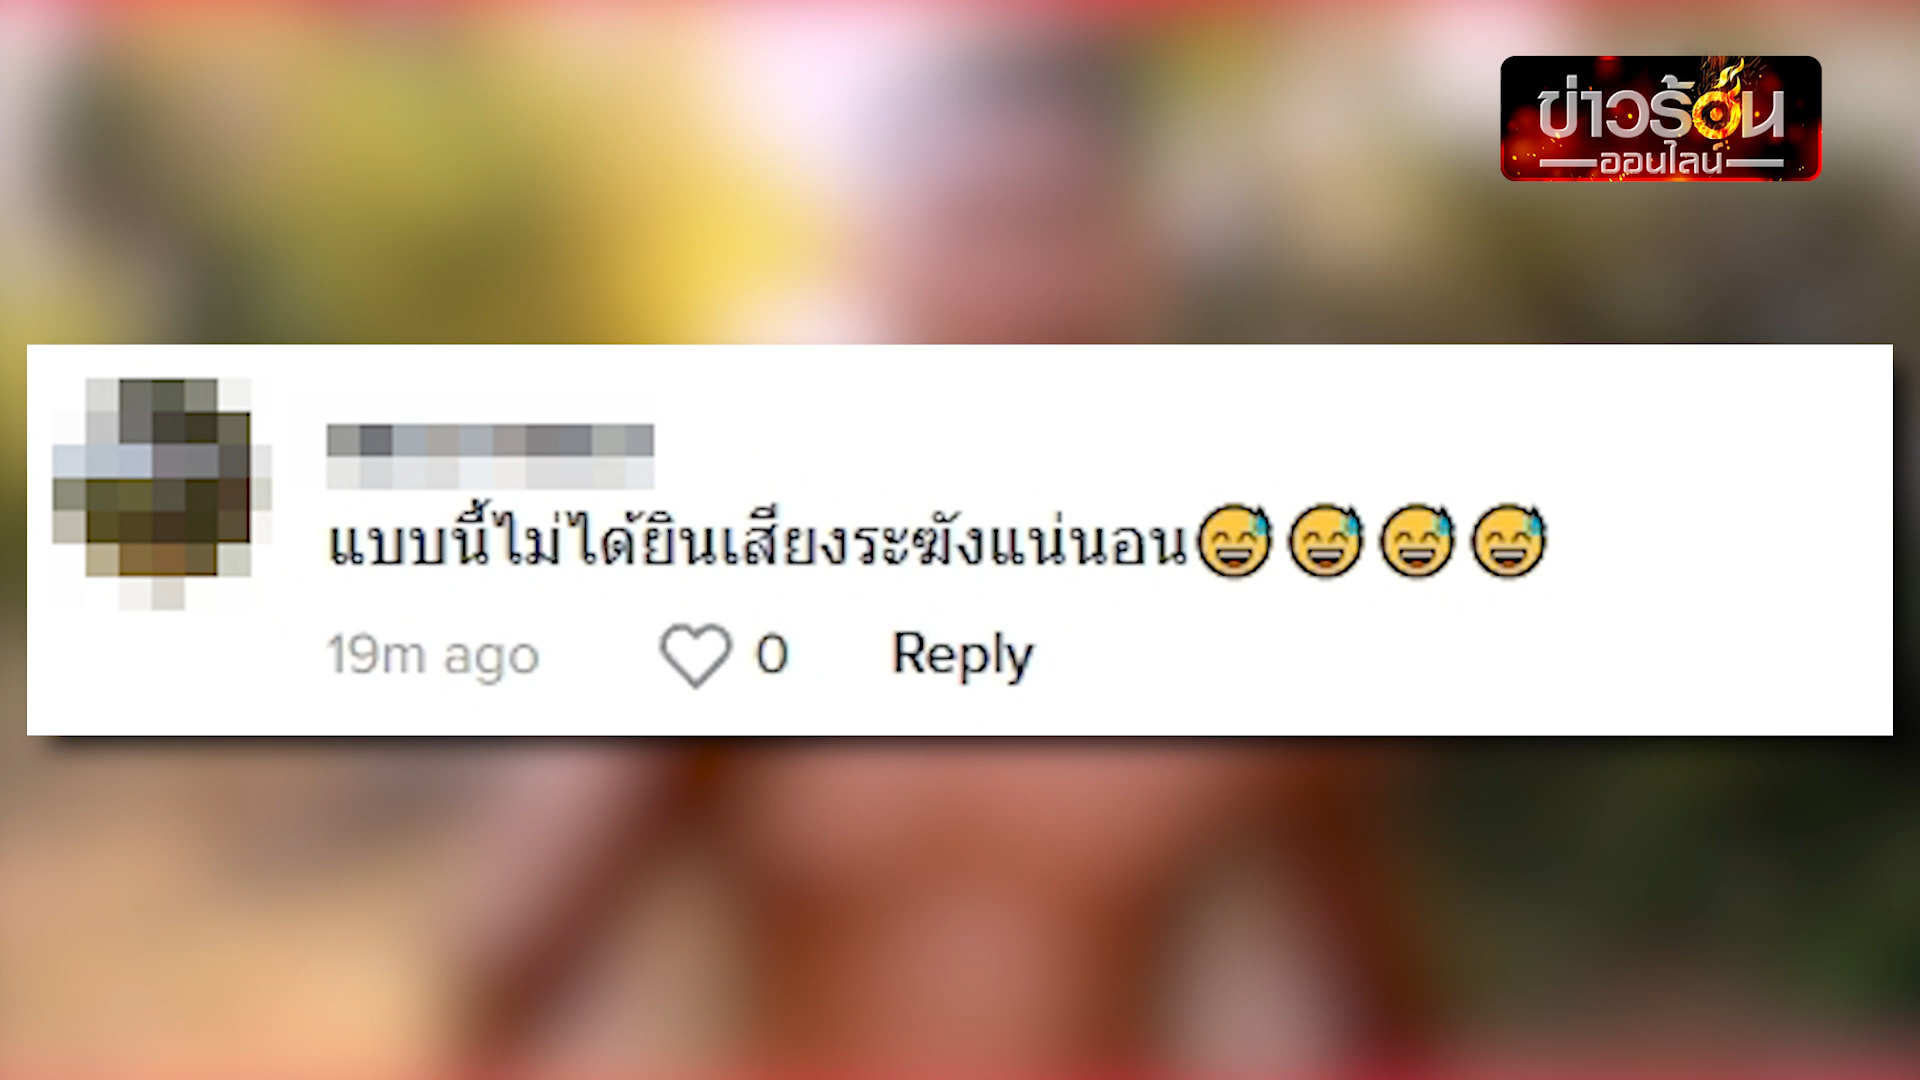 ข่าวร้อน
ออนไลน์
แบบนี้ไม่ได้ยินเสียงระฆังแน่นอน😅😅😅😅
19m ago 0 Reply